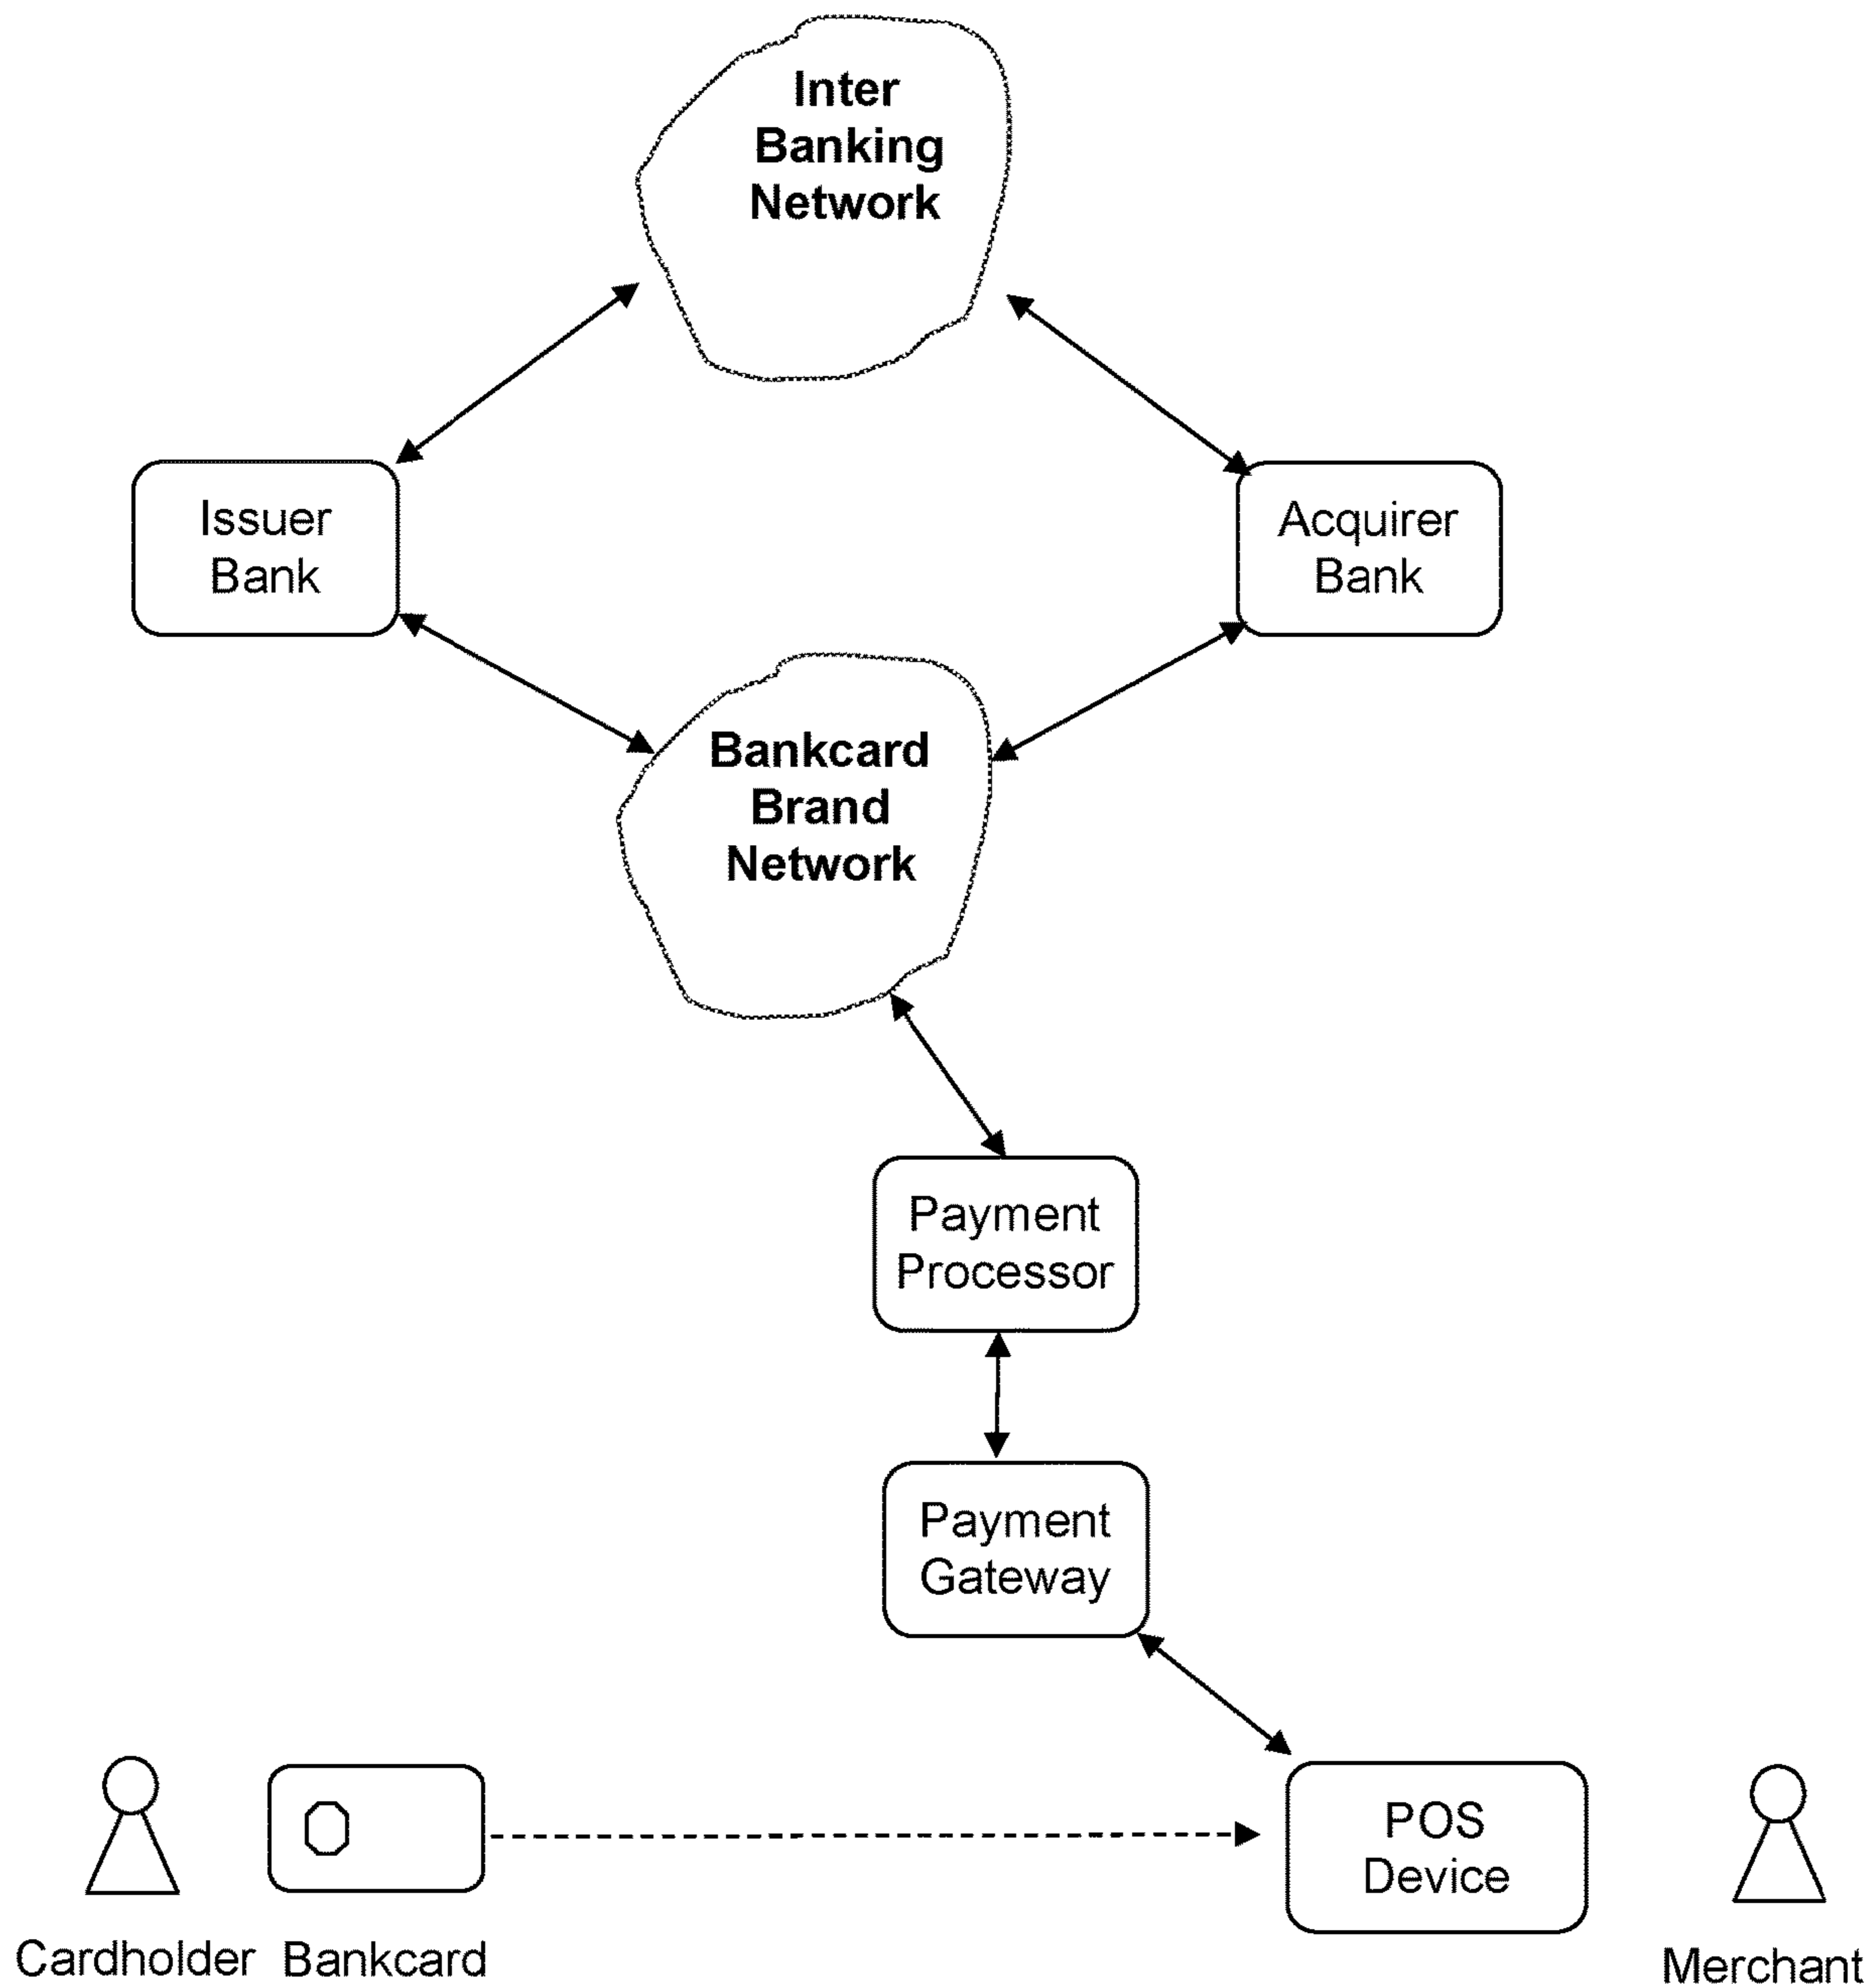 Inter
Banking
Network
Issuer
Bank
Acquirer
Bank
Bankcard
Brand
Network
Payment
Processor
Payment
Gateway
POS
Device
Cardholder
Bankcard
Merchant